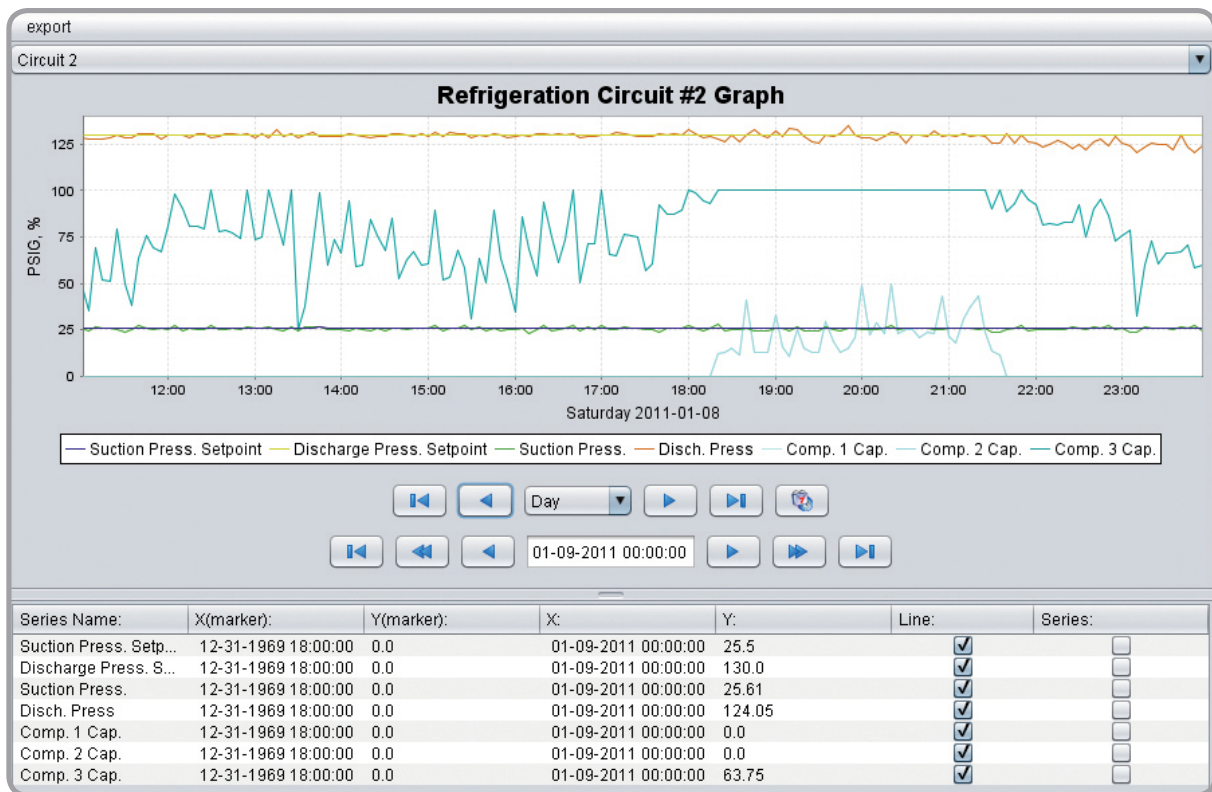 export
Circuit 2
Refrigeration Circuit #2 Graph
PSIG, %
125
100
75
50
25
0
12:00 13:00 14:00 15:00 16:00 17:00 18:00 19:00 20:00 21:00 22:00 23:00
Saturday 2011-01-08
Suction Press. Setpoint Discharge Press. Setpoint Suction Press. Disch. Press Comp. 1 Cap. Comp. 2 Cap. Comp. 3 Cap.
Day
01-09-2011 00:00:00
Series Name: X(marker): Y(marker): X: Y: Line: Series:
Suction Press. Setp... 12-31-1969 18:00:00 0.0 01-09-2011 00:00:00 25.5
Discharge Press. S... 12-31-1969 18:00:00 0.0 01-09-2011 00:00:00 130.0
Suction Press. 12-31-1969 18:00:00 0.0 01-09-2011 00:00:00 25.61
Disch. Press 12-31-1969 18:00:00 0.0 01-09-2011 00:00:00 124.05
Comp. 1 Cap. 12-31-1969 18:00:00 0.0 01-09-2011 00:00:00 0.0
Comp. 2 Cap. 12-31-1969 18:00:00 0.0 01-09-2011 00:00:00 0.0
Comp. 3 Cap. 12-31-1969 18:00:00 0.0 01-09-2011 00:00:00 63.75